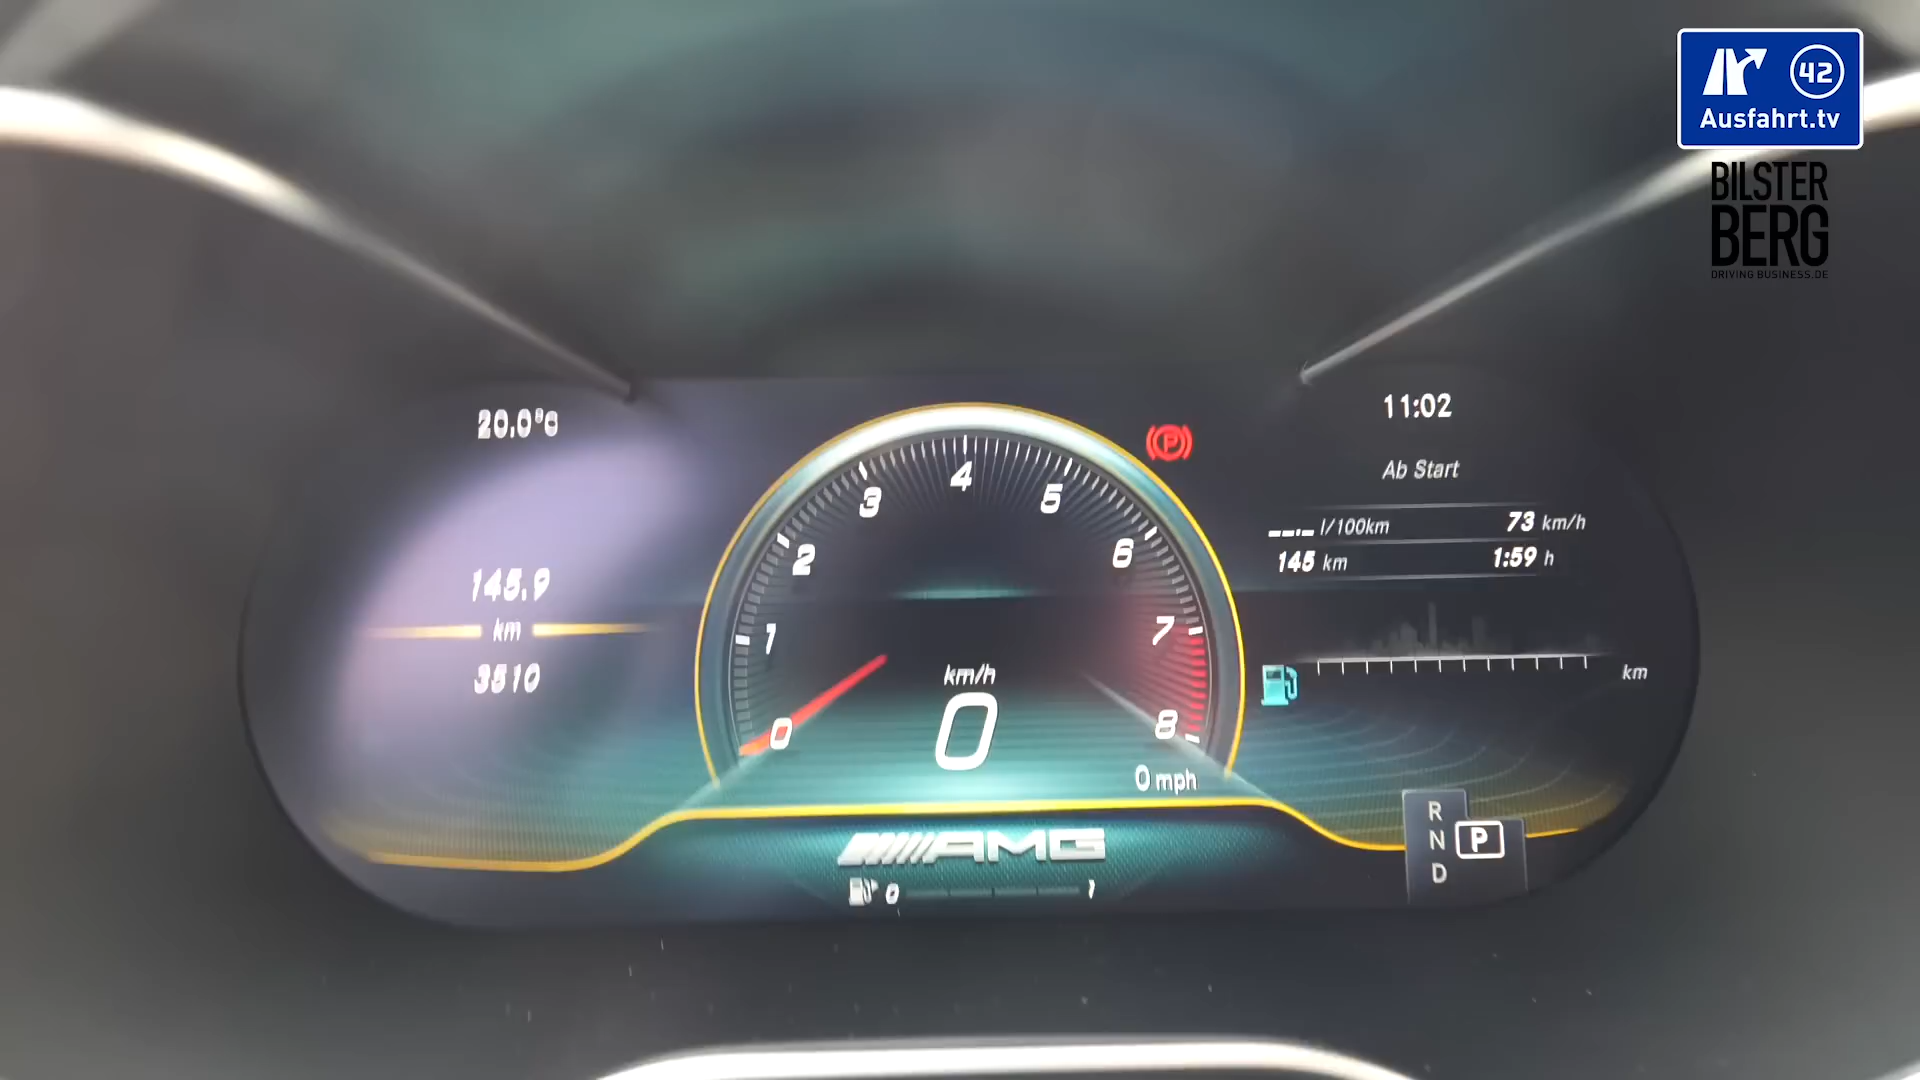 42
Ausfahrt.tv
BILSTER
BERG
DRIVING BUSINESS.DE
20.0°C
11:02
Ab Start
--.- l/100km 73 km/h
145 km 1:59 h
145.9
km
3510
0 1 2 3 4 5 6 7 8
km/h
0
0 mph
km
AMG
0 1
R
N P
D